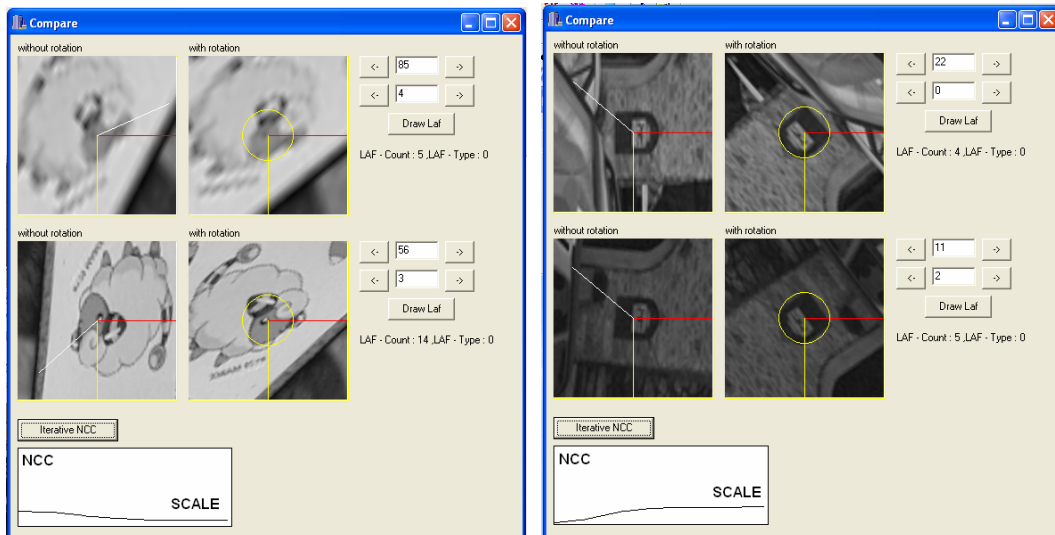 Compare
without rotation with rotation
<- 85 ->
<- 4 ->
Draw Laf
LAF - Count : 5 ,LAF - Type : 0
without rotation with rotation
<- 56 ->
<- 3 ->
Draw Laf
LAF - Count : 14 ,LAF - Type : 0
Iterative NCC
NCC
SCALE
Compare
without rotation with rotation
<- 22 ->
<- 0 ->
Draw Laf
LAF - Count : 4 ,LAF - Type : 0
without rotation with rotation
<- 11 ->
<- 2 ->
Draw Laf
LAF - Count : 5 ,LAF - Type : 0
Iterative NCC
NCC
SCALE